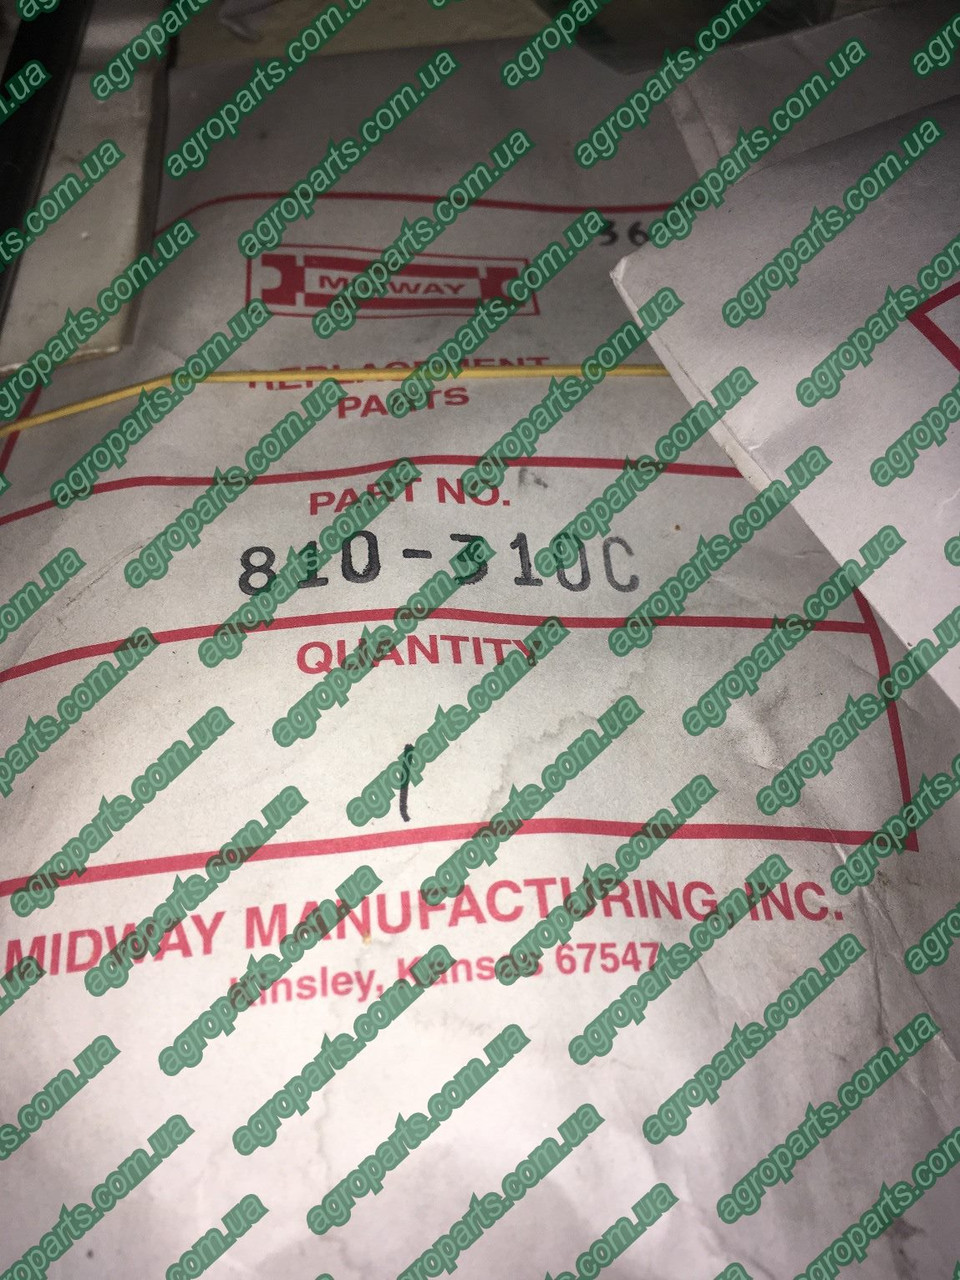 36
MIDWAY
REPLACEMENT
PARTS
PART NO.
810-310C
QUANTITY
1
MIDWAY MANUFACTURING, INC.
Kinsley, Kansas 67547
agroparts.com.ua